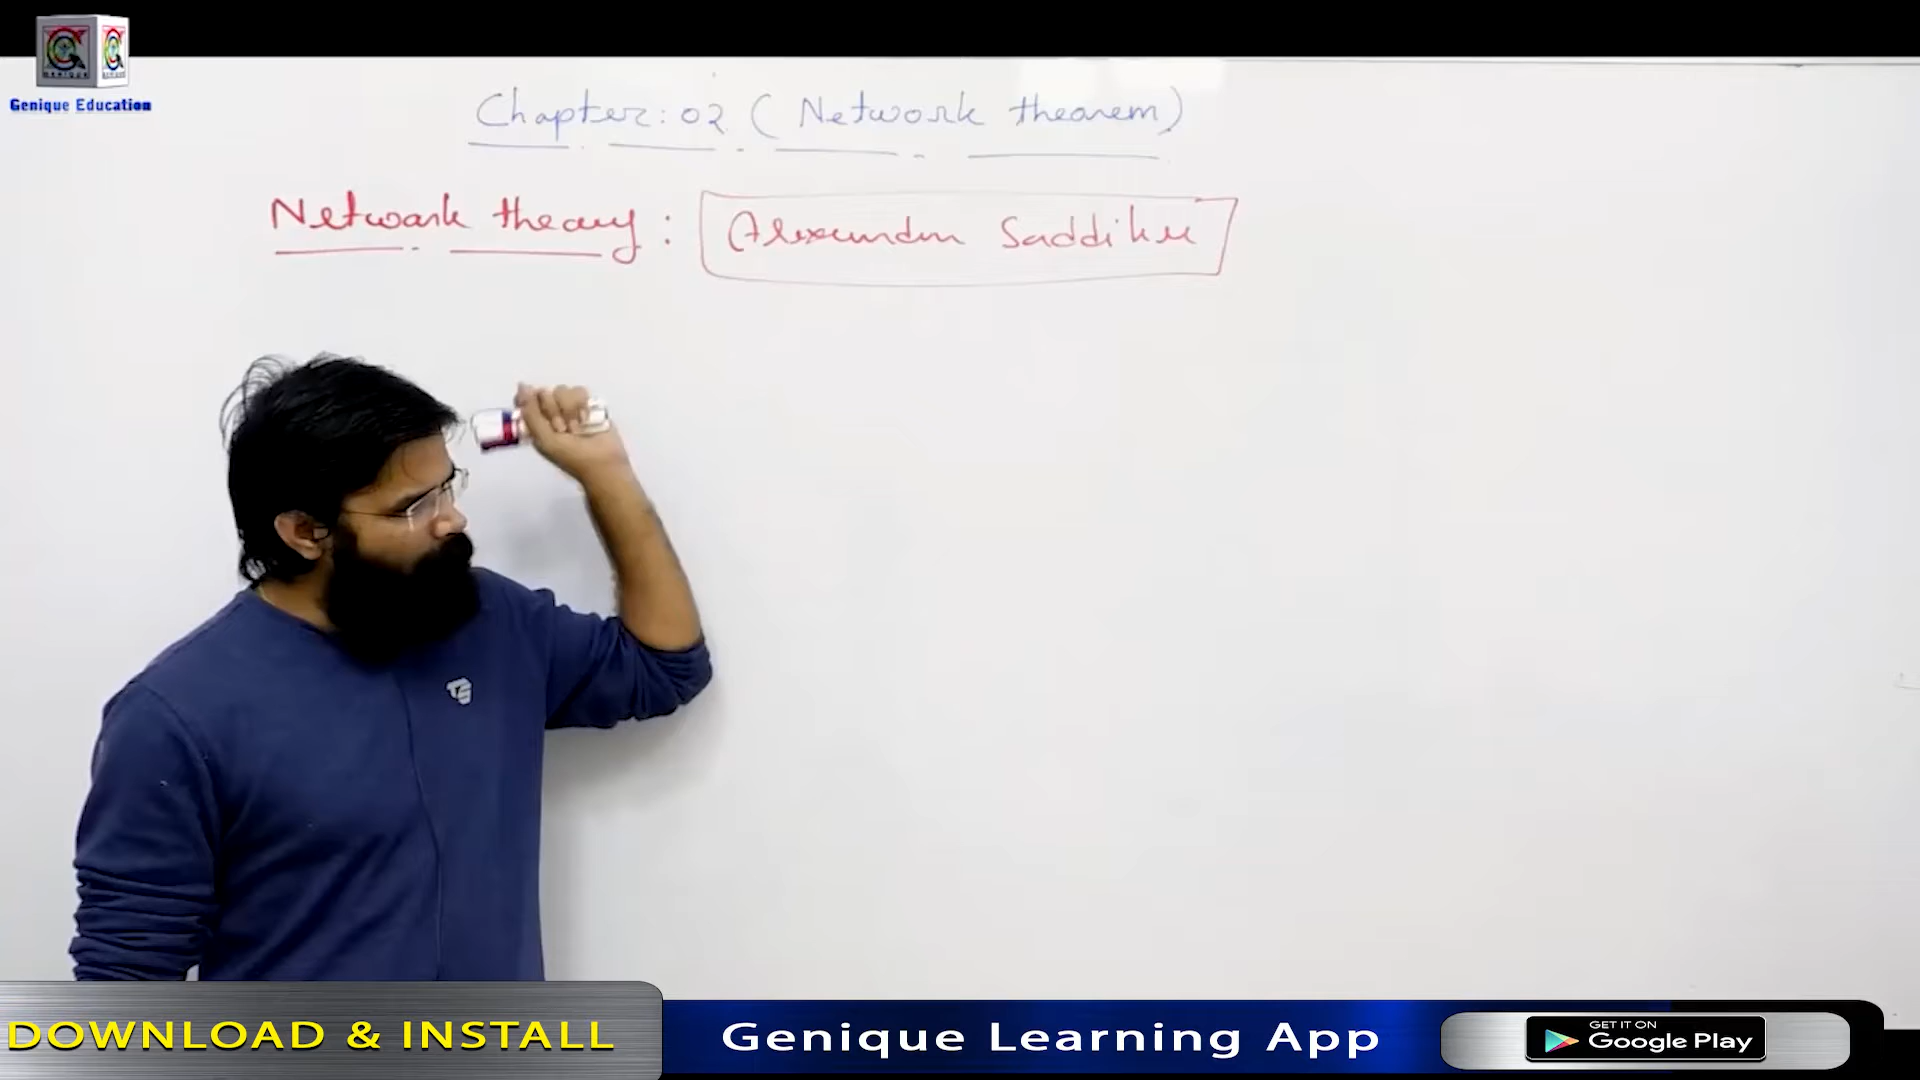 Genique Education
Chapter: 02 (Network theorem)
Network theory: Alexander Saddiku
DOWNLOAD & INSTALL
Genique Learning App
GET IT ON
Google Play